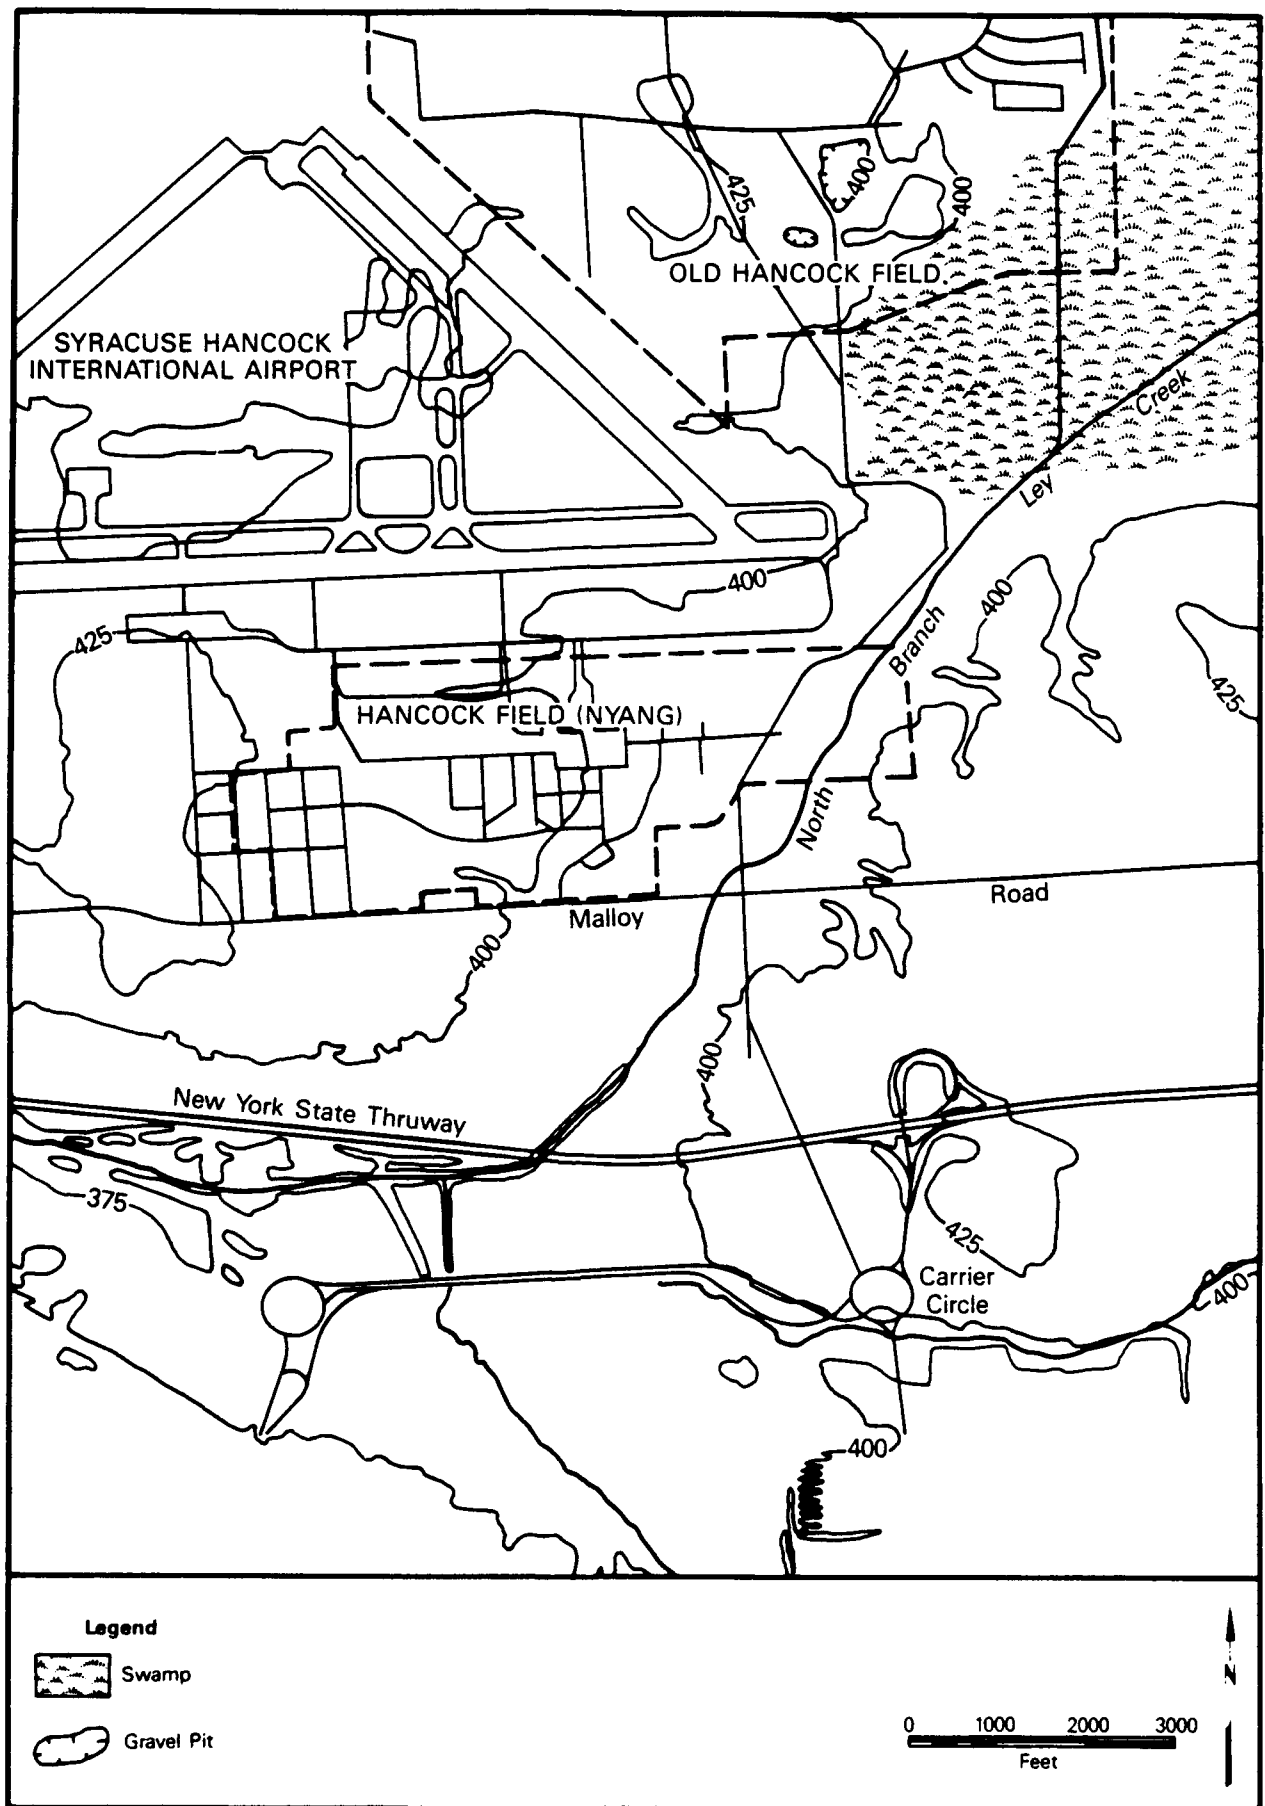 425
400
400
OLD HANCOCK FIELD
SYRACUSE HANCOCK
INTERNATIONAL AIRPORT
Creek
Ley
400
400
425
Branch
425
HANCOCK FIELD (NYANG)
North
Road
Malloy
400
400
New York State Thruway
375
425
Carrier
Circle
400
400
Legend
Swamp
Gravel Pit
N
0 1000 2000 3000
Feet